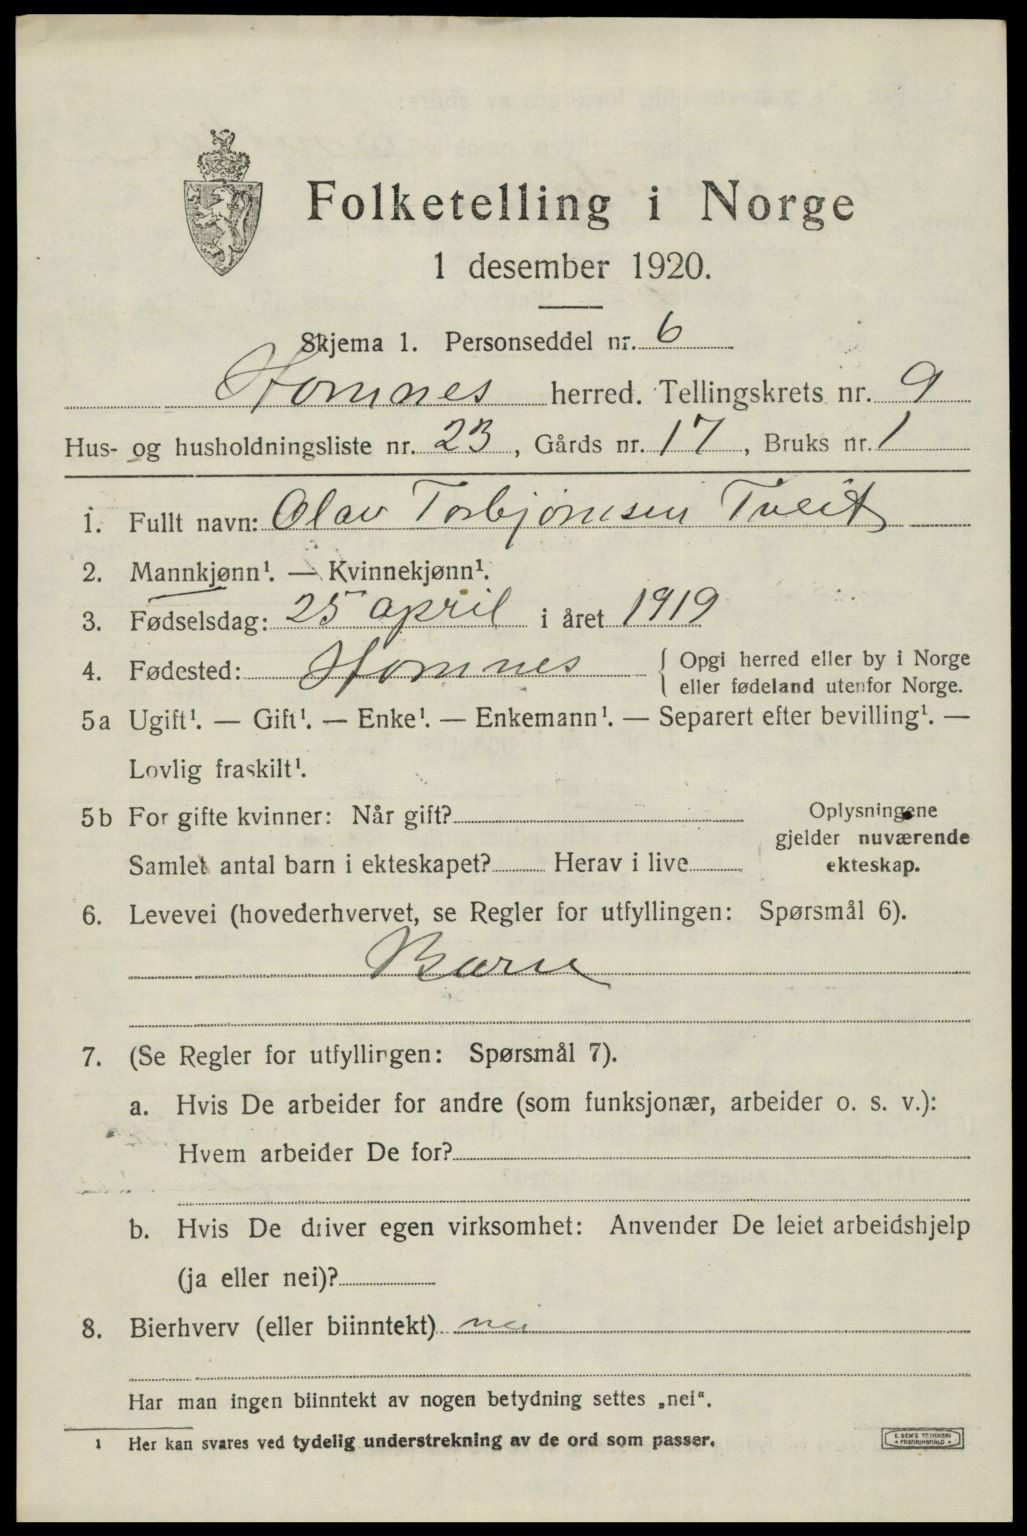 Folketelling i Norge
1 desember 1920.
Skjema 1. Personseddel nr. 6
Homnes herred. Tellingskrets nr. 9
Hus- og husholdningsliste nr. 23, Gårds nr. 17, Bruks nr. 1
1. Fullt navn: Olav Torbjørnsen Tveit
2. Mannkjønn¹. — Kvinnekjønn¹.
3. Fødselsdag: 25 april i året 1919
4. Fødested: Homnes { Opgi herred eller by i Norge
eller fødeland utenfor Norge.
5a Ugift¹. — Gift¹. — Enke¹. — Enkemann¹. — Separert efter bevilling¹. —
Lovlig fraskilt¹.
5b For gifte kvinner: Når gift?
Samlet antal barn i ekteskapet? Herav i live
Oplysningene
gjelder nuværende
ekteskap.
6. Levevei (hovederhvervet, se Regler for utfyllingen: Spørsmål 6).
Barn
7. (Se Regler for utfyllingen: Spørsmål 7).
a. Hvis De arbeider for andre (som funksjonær, arbeider o. s. v.):
Hvem arbeider De for?
b. Hvis De driver egen virksomhet: Anvender De leiet arbeidshjelp
(ja eller nei)?
8. Bierhverv (eller biinntekt) nei
Har man ingen biinntekt av nogen betydning settes „nei".
1 Her kan svares ved tydelig understrekning av de ord som passer.
E. SEM'S TRYKKERI
• FREDRIKSHALD •